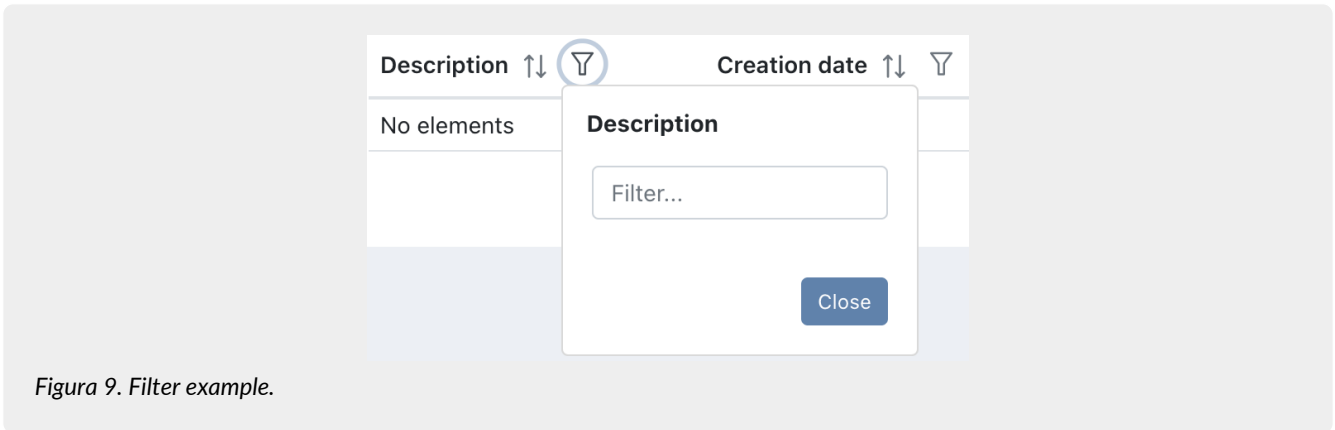 Description Creation date
No elements
Description
Filter...
Close
Figura 9. Filter example.